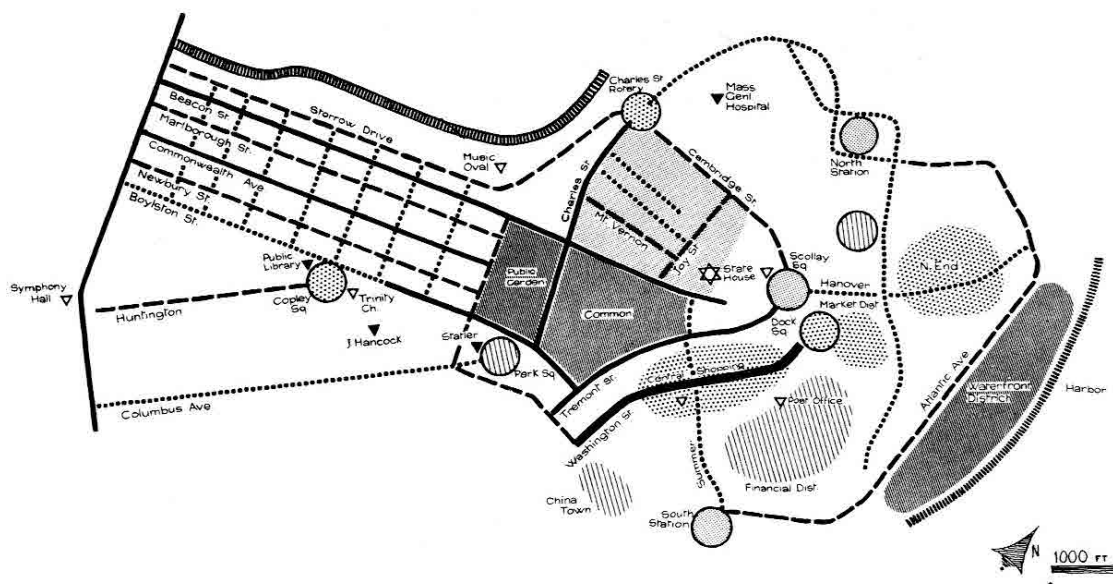 Charles St
Rotary
Mass
Genl
Hospital
Storrow Drive
Beacon St.
Marlborough St.
Commonwealth Ave
Newbury St.
Boylston St.
Music
Oval
Charles St.
Cambridge St
North
Station
Mt. Vernon
Joy St
Scollay
Sq
State
House
N. End
Public
Library
Public
Garden
Hanover
Symphony
Hall
Copley
Sq
Trinity
Ch.
Common
Market Dist
Huntington
J Hancock
Statler
Dock
Sq
Park Sq
Central Shopping
Atlantic Ave
Waterfront
District
Harbor
Columbus Ave
Tremont St.
Post Office
Washington St.
Summer
Financial Dist.
China
Town
South
Station
N
1000 FT